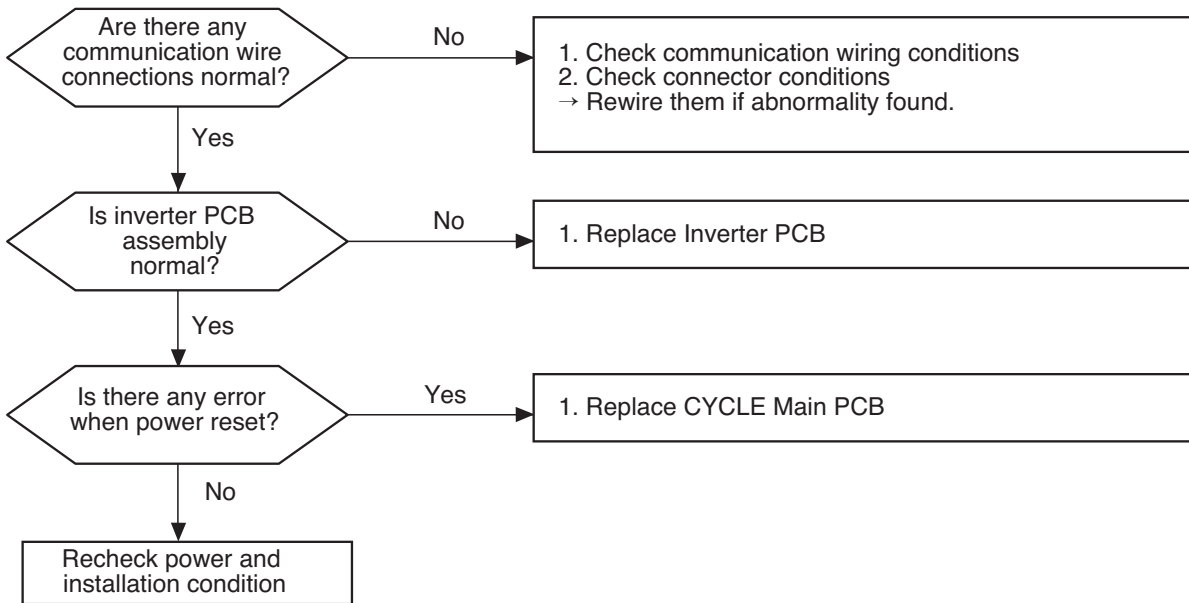 Are there any
communication wire
connections normal?
No
1. Check communication wiring conditions
2. Check connector conditions
→ Rewire them if abnormality found.
Yes
Is inverter PCB
assembly
normal?
No
1. Replace Inverter PCB
Yes
Is there any error
when power reset?
Yes
1. Replace CYCLE Main PCB
No
Recheck power and
installation condition